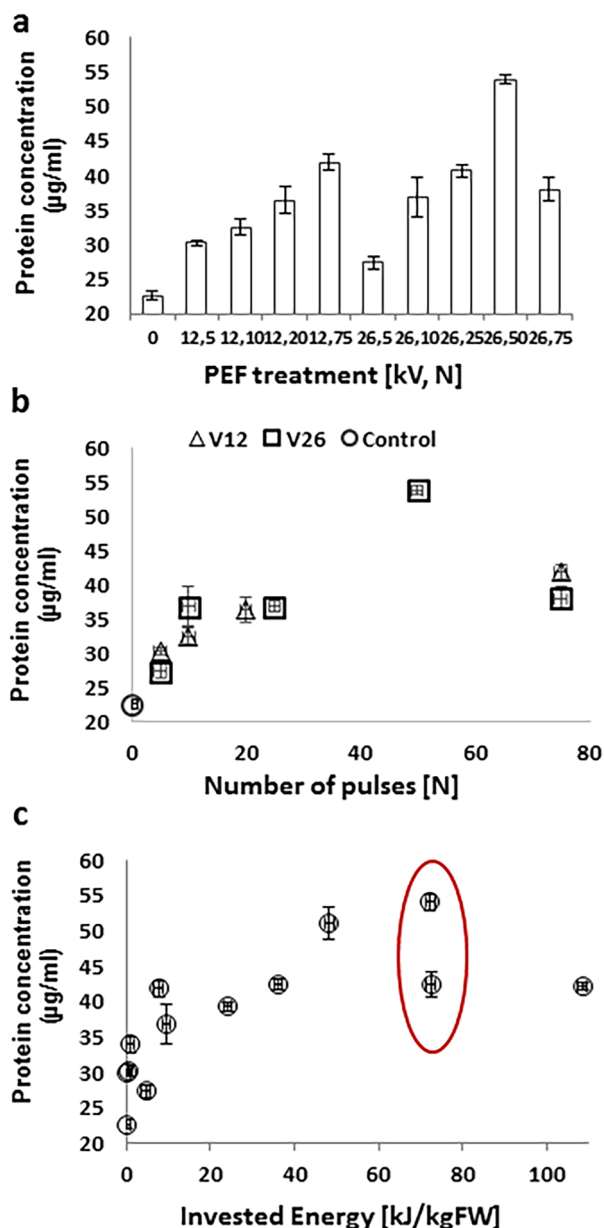 a
Protein concentration
(µg/ml)
60
55
50
45
40
35
30
25
20
0 12,5 12,10 12,20 12,75 26,5 26,10 26,25 26,50 26,75
PEF treatment [kV, N]
b
Protein concentration
(µg/ml)
V12 V26 Control
60
55
50
45
40
35
30
25
20
0 20 40 60 80
Number of pulses [N]
c
Protein concentration
(µg/ml)
60
55
50
45
40
35
30
25
20
0 20 40 60 80 100
Invested Energy [kJ/kgFW]